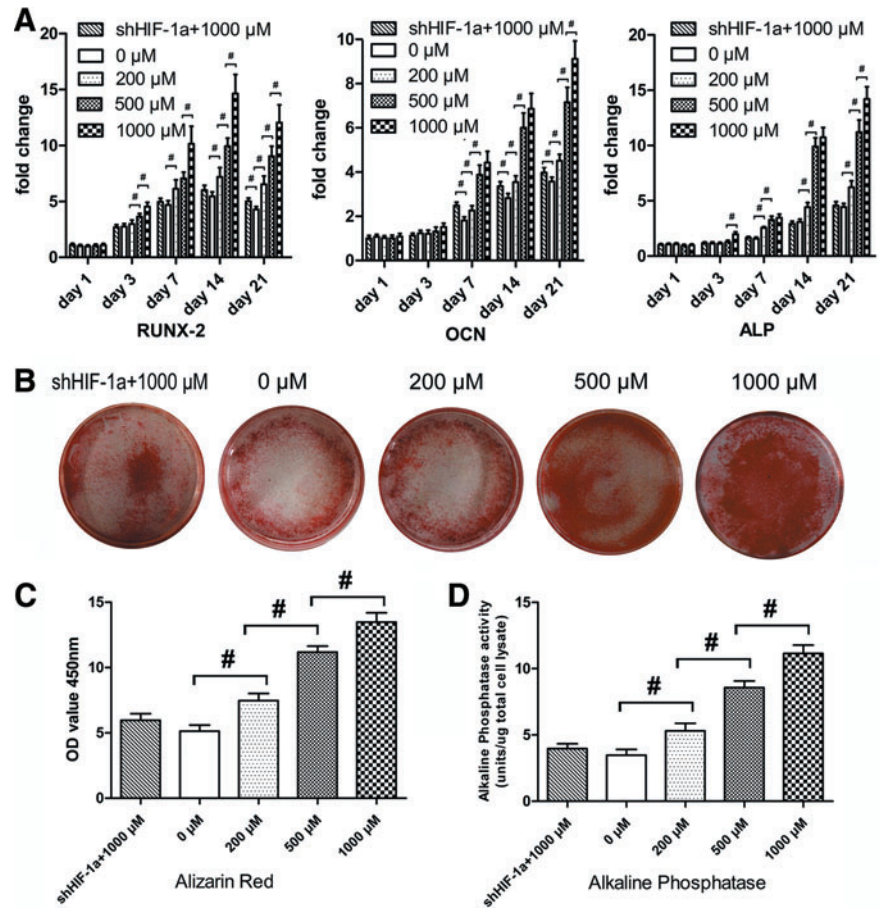 A
fold change
20
15
10
5
0
shHIF-1a+1000 μM
0 μM
200 μM
500 μM
1000 μM
# # # # # # # # # # #
day 1 day 3 day 7 day 14 day 21
RUNX-2
fold change
10
8
6
4
2
0
shHIF-1a+1000 μM
0 μM
200 μM
500 μM
1000 μM
# # # # # # # # # #
day 1 day 3 day 7 day 14 day 21
OCN
fold change
20
15
10
5
0
shHIF-1a+1000 μM
0 μM
200 μM
500 μM
1000 μM
# # # # # # # #
day 1 day 3 day 7 day 14 day 21
ALP
B
shHIF-1a+1000 μM 0 μM 200 μM 500 μM 1000 μM
C
OD value 450nm
15
10
5
0
# # #
shHIF-1a+1000 μM 0 μM 200 μM 500 μM 1000 μM
Alizarin Red
D
Alkaline Phosphatase activity
(units/ug total cell lysate)
15
10
5
0
# # #
shHIF-1a+1000 μM 0 μM 200 μM 500 μM 1000 μM
Alkaline Phosphatase